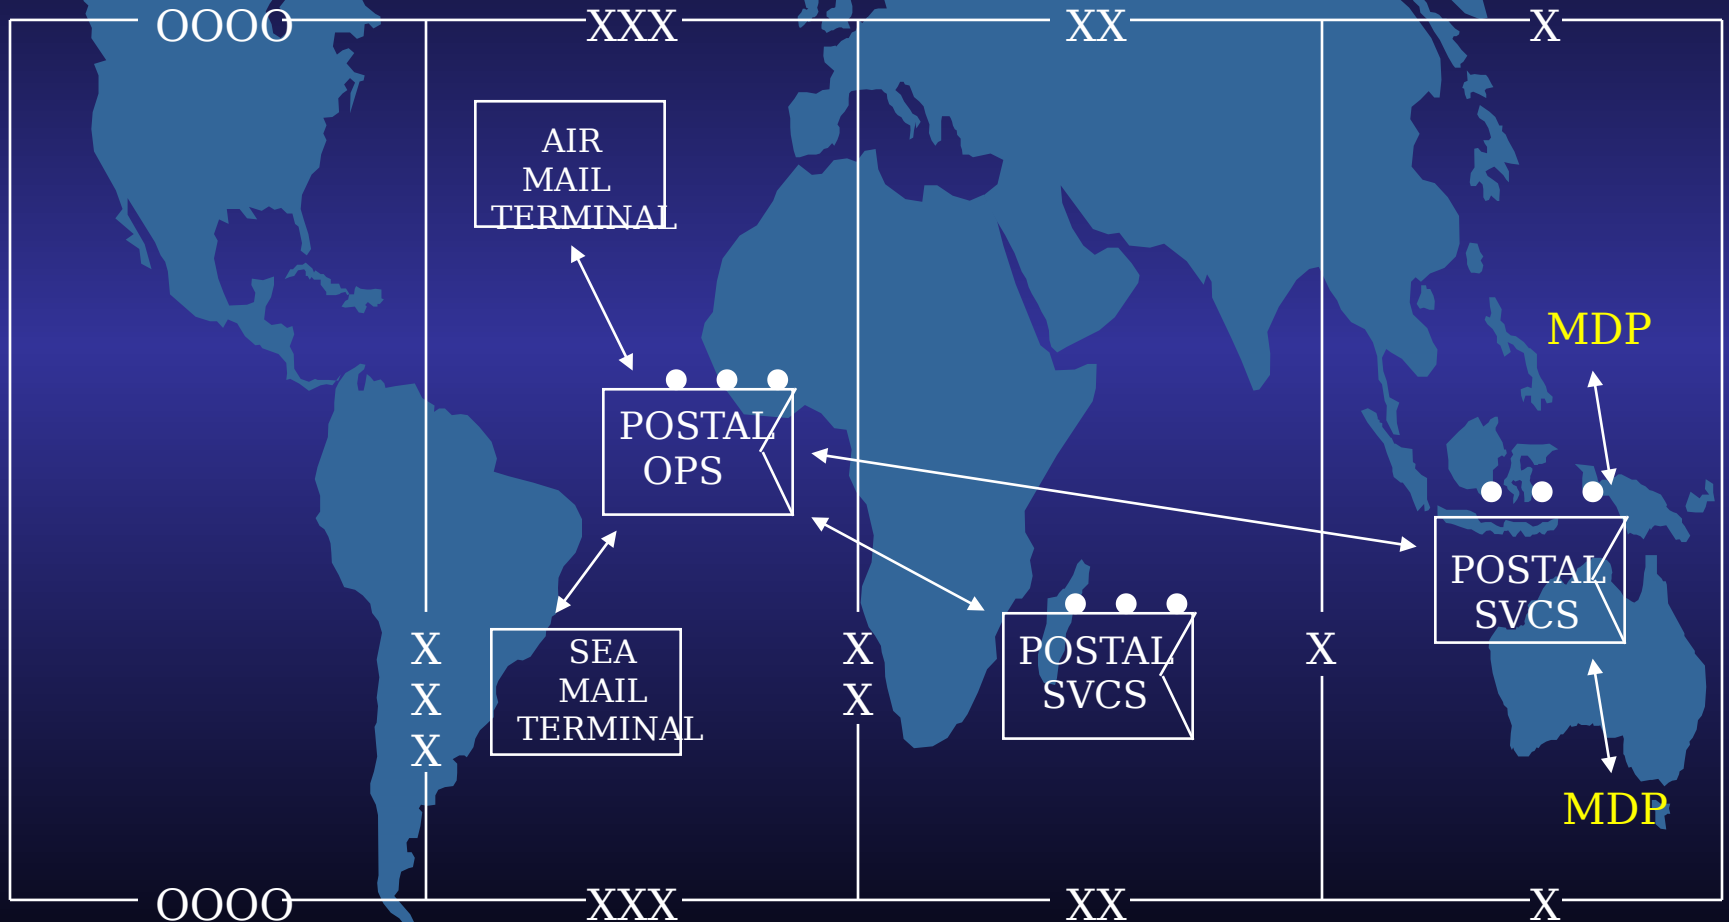 OOOO
XXX
XX
X
AIR
MAIL
TERMINAL
MDP
POSTAL
OPS
POSTAL
SVCS
X
X
X
SEA
MAIL
TERMINAL
X
X
POSTAL
SVCS
X
MDP
OOOO
XXX
XX
X